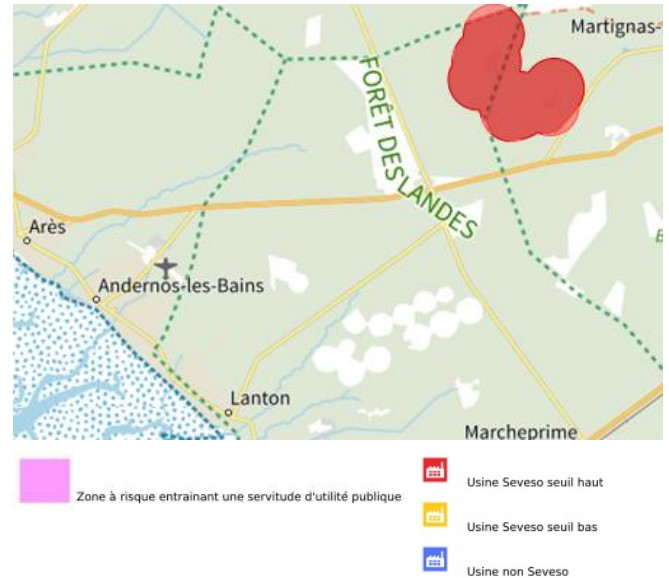 Martignas-
FORÊT DES LANDES
Arès
B
Andernos-les-Bains
Lanton
Marcheprime
Zone à risque entrainant une servitude d'utilité publique
Usine Seveso seuil haut
Usine Seveso seuil bas
Usine non Seveso